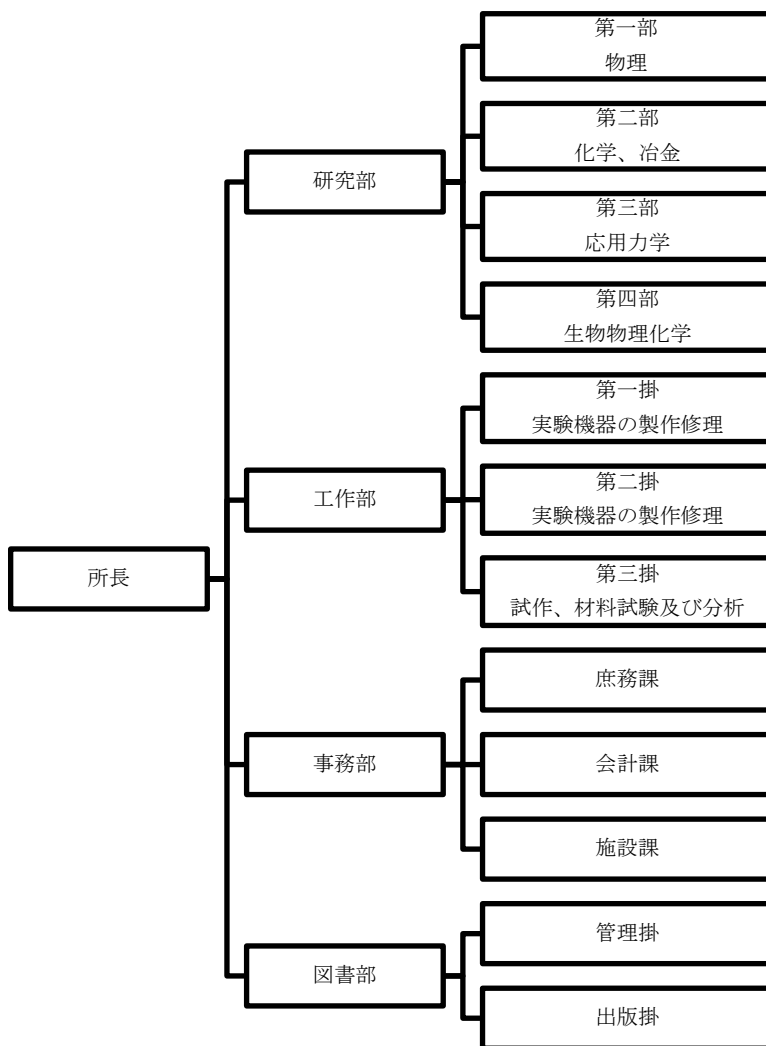 所長
研究部
第一部
物理
第二部
化学、冶金
第三部
応用力学
第四部
生物物理化学
工作部
第一掛
実験機器の製作修理
第二掛
実験機器の製作修理
第三掛
試作、材料試験及び分析
事務部
庶務課
会計課
施設課
図書部
管理掛
出版掛